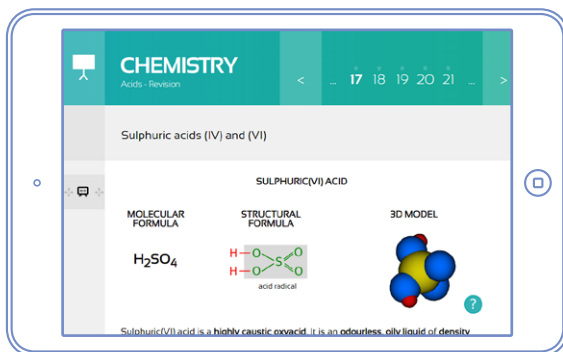 CHEMISTRY
Acids - Revision
< ... 17 18 19 20 21 ... >
Sulphuric acids (IV) and (VI)
SULPHURIC(VI) ACID
MOLECULAR
FORMULA
H₂SO₄
STRUCTURAL
FORMULA
H-O O
S
H-O O
acid radical
3D MODEL
?
Sulphuric(VI) acid is a highly caustic oxyacid. It is an odourless, oily liquid of density